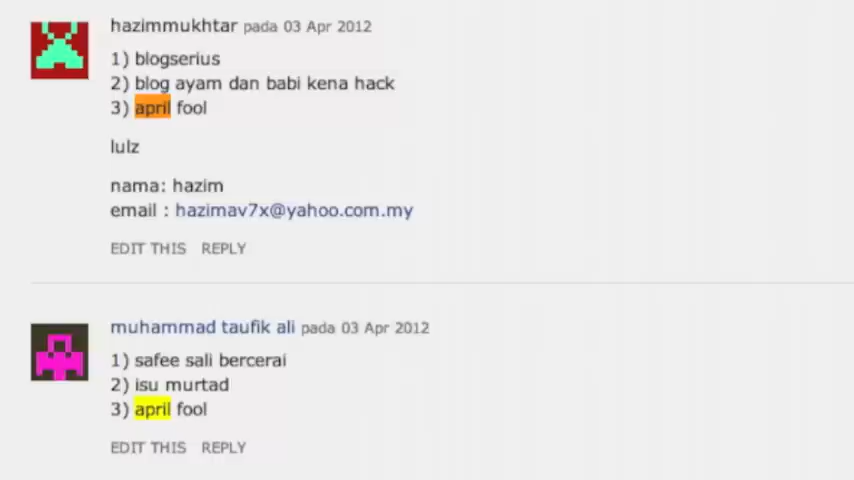 hazimmukhtar pada 03 Apr 2012
1) blogserius
2) blog ayam dan babi kena hack
3) april fool
lulz
nama: hazim
email : hazimav7x@yahoo.com.my
EDIT THIS REPLY
muhammad taufik ali pada 03 Apr 2012
1) safee sali bercerai
2) isu murtad
3) april fool
EDIT THIS REPLY